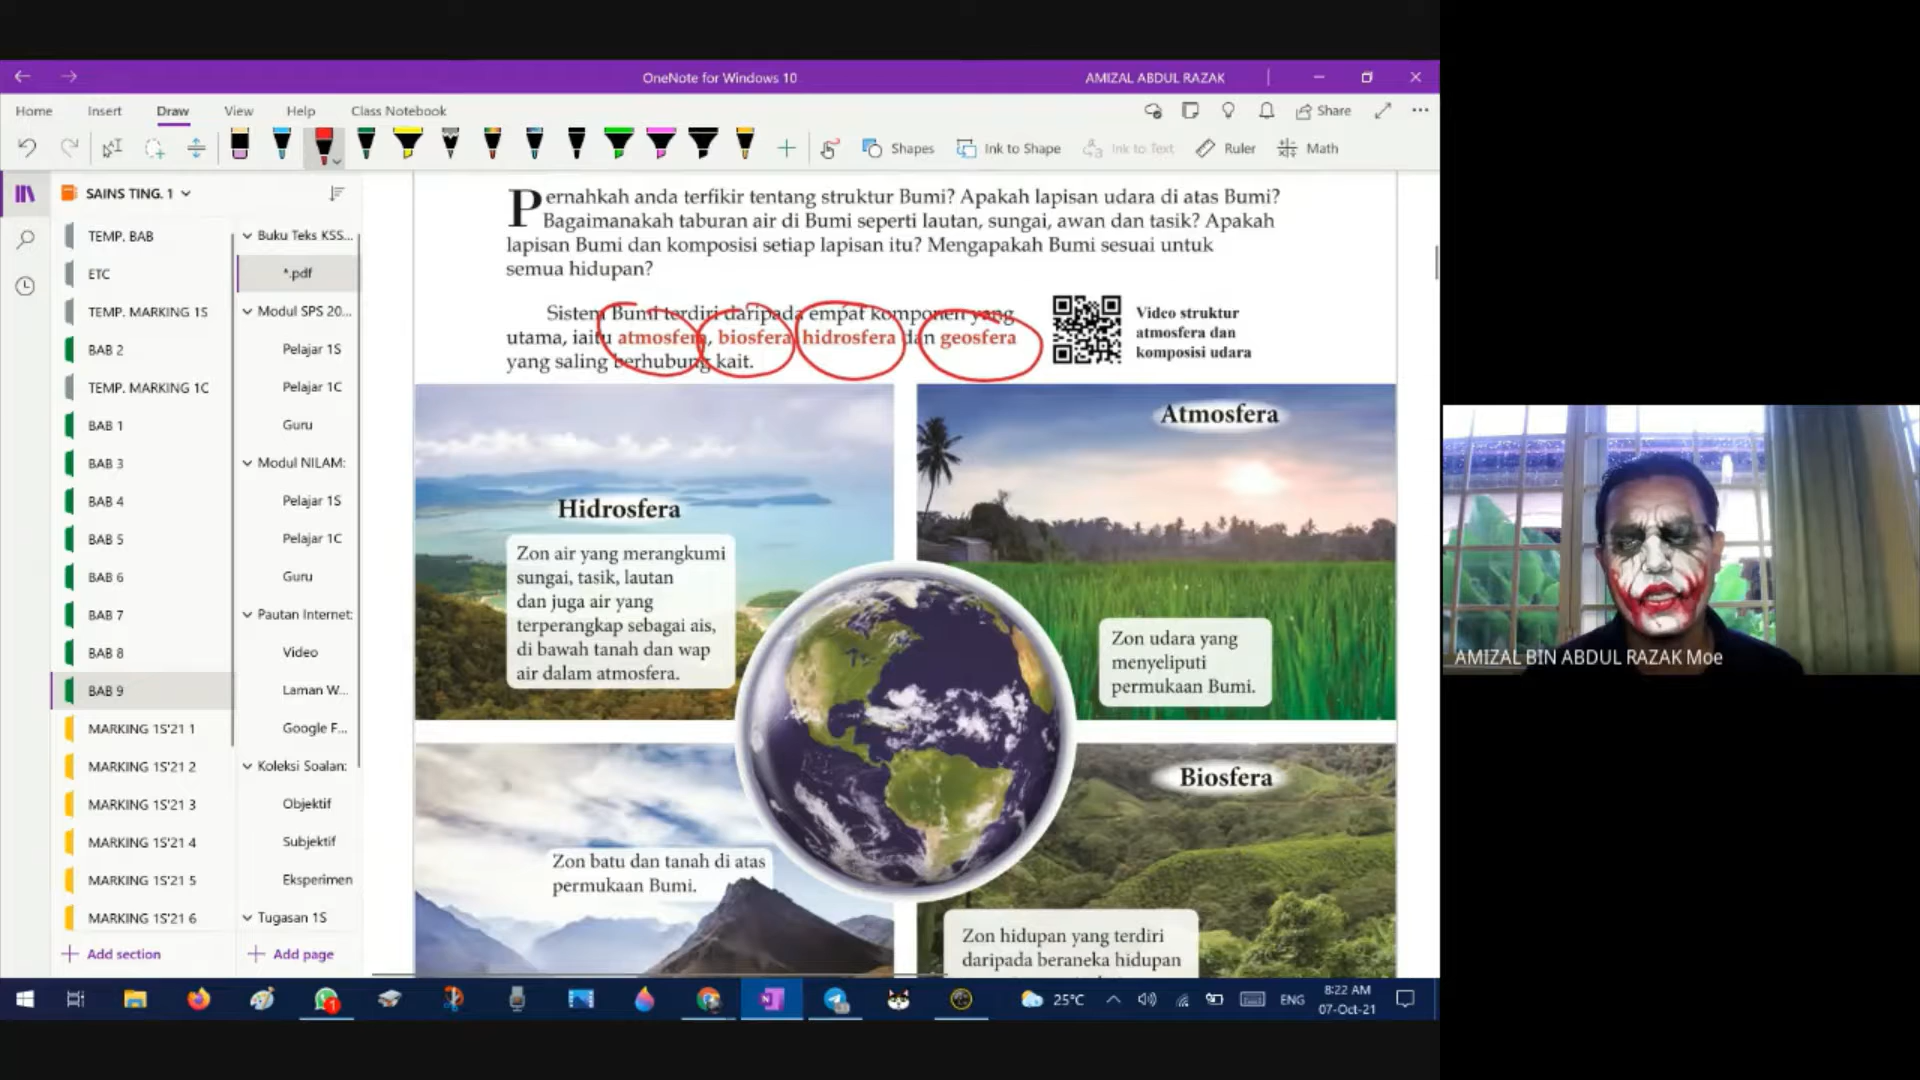 OneNote for Windows 10
AMIZAL ABDUL RAZAK
Home Insert Draw View Help Class Notebook
Share
Shapes Ink to Shape Ink to Text Ruler Math
SAINS TING. 1
TEMP. BAB
ETC
TEMP. MARKING 1S
BAB 2
TEMP. MARKING 1C
BAB 1
BAB 3
BAB 4
BAB 5
BAB 6
BAB 7
BAB 8
BAB 9
MARKING 1S'21 1
MARKING 1S'21 2
MARKING 1S'21 3
MARKING 1S'21 4
MARKING 1S'21 5
MARKING 1S'21 6
Add section
Buku Teks KSS...
*.pdf
Modul SPS 20...
Pelajar 1S
Pelajar 1C
Guru
Modul NILAM:
Pelajar 1S
Pelajar 1C
Guru
Pautan Internet:
Video
Laman W...
Google F...
Koleksi Soalan:
Objektif
Subjektif
Eksperimen
Tugasan 1S
Add page
Pernahkah anda terfikir tentang struktur Bumi? Apakah lapisan udara di atas Bumi?
Bagaimanakah taburan air di Bumi seperti lautan, sungai, awan dan tasik? Apakah
lapisan Bumi dan komposisi setiap lapisan itu? Mengapakah Bumi sesuai untuk
semua hidupan?
Sistem Bumi terdiri daripada empat komponen yang
utama, iaitu atmosfera, biosfera, hidrosfera dan geosfera
yang saling berhubung kait.
Video struktur
atmosfera dan
komposisi udara
Hidrosfera
Zon air yang merangkumi
sungai, tasik, lautan
dan juga air yang
terperangkap sebagai ais,
di bawah tanah dan wap
air dalam atmosfera.
Atmosfera
Zon udara yang
menyeliputi
permukaan Bumi.
Zon batu dan tanah di atas
permukaan Bumi.
Biosfera
Zon hidupan yang terdiri
daripada beraneka hidupan
AMIZAL BIN ABDUL RAZAK Moe
1
25°C
ENG
8:22 AM
07-Oct-21